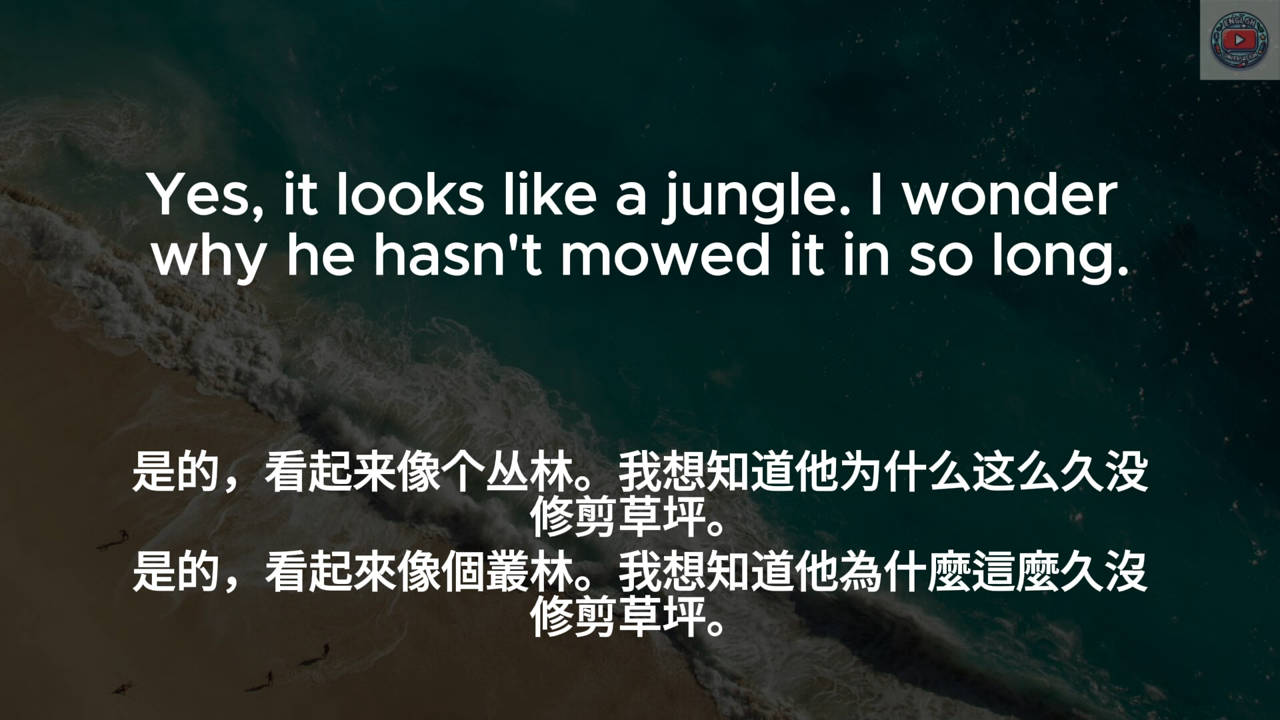 Yes, it looks like a jungle. I wonder
why he hasn't mowed it in so long.
是的，看起来像个丛林。我想知道他为什么这么久没
修剪草坪。
是的，看起來像個叢林。我想知道他為什麼這麼久沒
修剪草坪。